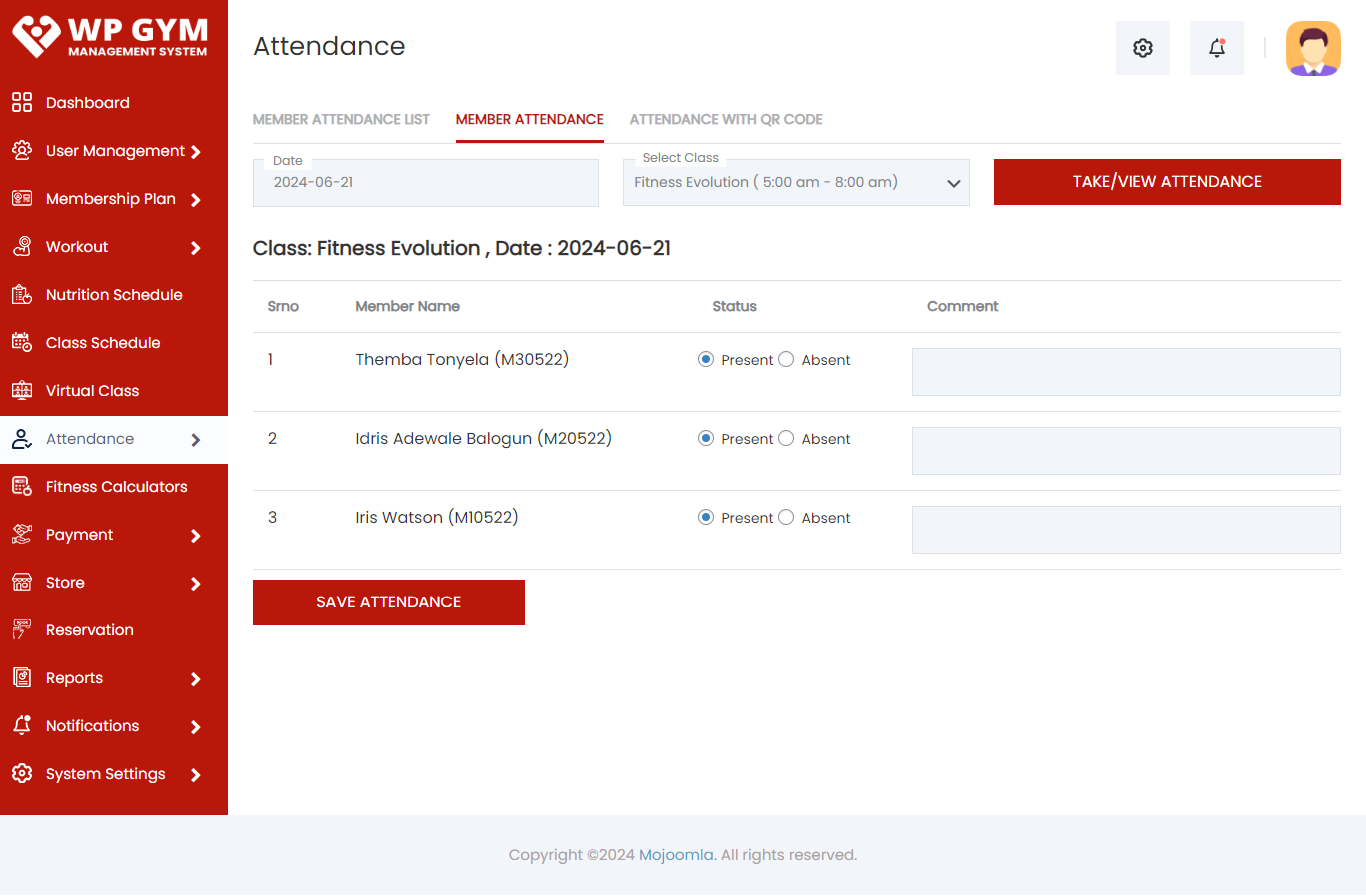 WP GYM
MANAGEMENT SYSTEM
Dashboard
User Management
Membership Plan
Workout
Nutrition Schedule
Class Schedule
Virtual Class
Attendance
Fitness Calculators
Payment
Store
Reservation
Reports
Notifications
System Settings
Attendance
MEMBER ATTENDANCE LIST MEMBER ATTENDANCE ATTENDANCE WITH QR CODE
Date
2024-06-21
Select Class
Fitness Evolution ( 5:00 am - 8:00 am)
TAKE/VIEW ATTENDANCE
Class: Fitness Evolution , Date : 2024-06-21
Srno Member Name Status Comment
1 Themba Tonyela (M30522) Present Absent
2 Idris Adewale Balogun (M20522) Present Absent
3 Iris Watson (M10522) Present Absent
SAVE ATTENDANCE
Copyright ©2024 Mojoomla. All rights reserved.